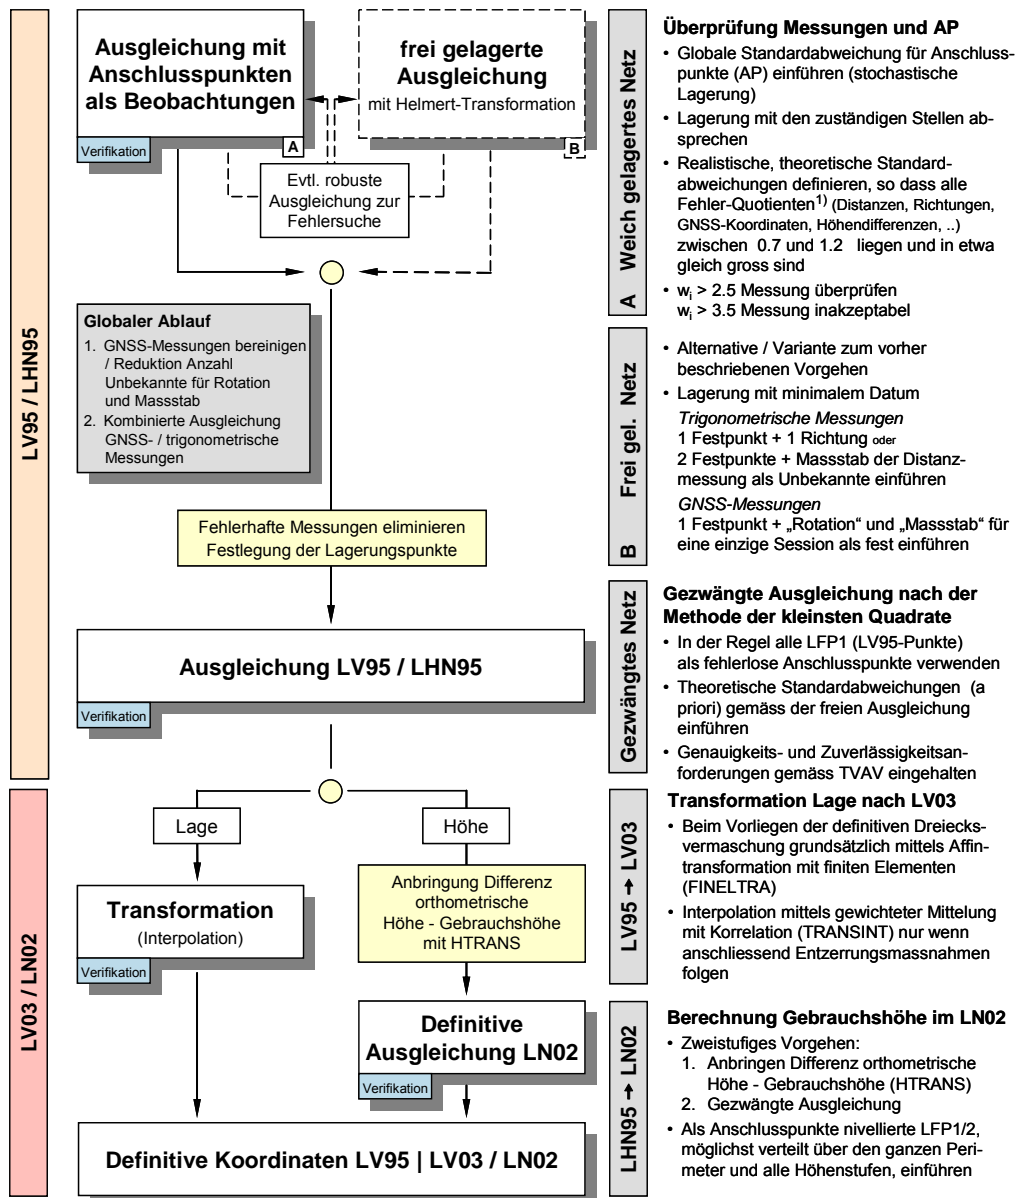 LV95 / LHN95
Ausgleichung mit
Anschlusspunkten
als Beobachtungen
Verifikation
A
frei gelagerte
Ausgleichung
mit Helmert-Transformation
B
Evtl. robuste
Ausgleichung zur
Fehlersuche
Globaler Ablauf
1. GNSS-Messungen bereinigen
/ Reduktion Anzahl
Unbekannte für Rotation
und Massstab
2. Kombinierte Ausgleichung
GNSS- / trigonometrische
Messungen
Fehlerhafte Messungen eliminieren
Festlegung der Lagerungspunkte
Ausgleichung LV95 / LHN95
Verifikation
LV03 / LN02
Lage
Höhe
Transformation
(Interpolation)
Verifikation
Anbringung Differenz
orthometrische
Höhe - Gebrauchshöhe
mit HTRANS
Definitive
Ausgleichung LN02
Verifikation
Definitive Koordinaten LV95 | LV03 / LN02
A Weich gelagertes Netz
Überprüfung Messungen und AP
• Globale Standardabweichung für Anschluss-
punkte (AP) einführen (stochastische
Lagerung)
• Lagerung mit den zuständigen Stellen ab-
sprechen
• Realistische, theoretische Standard-
abweichungen definieren, so dass alle
Fehler-Quotienten1) (Distanzen, Richtungen,
GNSS-Koordinaten, Höhendifferenzen, ..)
zwischen 0.7 und 1.2 liegen und in etwa
gleich gross sind
• wi > 2.5 Messung überprüfen
wi > 3.5 Messung inakzeptabel
B Frei gel. Netz
• Alternative / Variante zum vorher
beschriebenen Vorgehen
• Lagerung mit minimalem Datum
Trigonometrische Messungen
1 Festpunkt + 1 Richtung oder
2 Festpunkte + Massstab der Distanz-
messung als Unbekannte einführen
GNSS-Messungen
1 Festpunkt + „Rotation“ und „Massstab“ für
eine einzige Session als fest einführen
Gezwängtes Netz
Gezwängte Ausgleichung nach der
Methode der kleinsten Quadrate
• In der Regel alle LFP1 (LV95-Punkte)
als fehlerlose Anschlusspunkte verwenden
• Theoretische Standardabweichungen (a
priori) gemäss der freien Ausgleichung
einführen
• Genauigkeits- und Zuverlässigkeitsan-
forderungen gemäss TVAV eingehalten
LV95 → LV03
Transformation Lage nach LV03
• Beim Vorliegen der definitiven Dreiecks-
vermaschung grundsätzlich mittels Affin-
transformation mit finiten Elementen
(FINELTRA)
• Interpolation mittels gewichteter Mittelung
mit Korrelation (TRANSINT) nur wenn
anschliessend Entzerrungsmassnahmen
folgen
LHN95 → LN02
Berechnung Gebrauchshöhe im LN02
• Zweistufiges Vorgehen:
1. Anbringen Differenz orthometrische
Höhe - Gebrauchshöhe (HTRANS)
2. Gezwängte Ausgleichung
• Als Anschlusspunkte nivellierte LFP1/2,
möglichst verteilt über den ganzen Peri-
meter und alle Höhenstufen, einführen